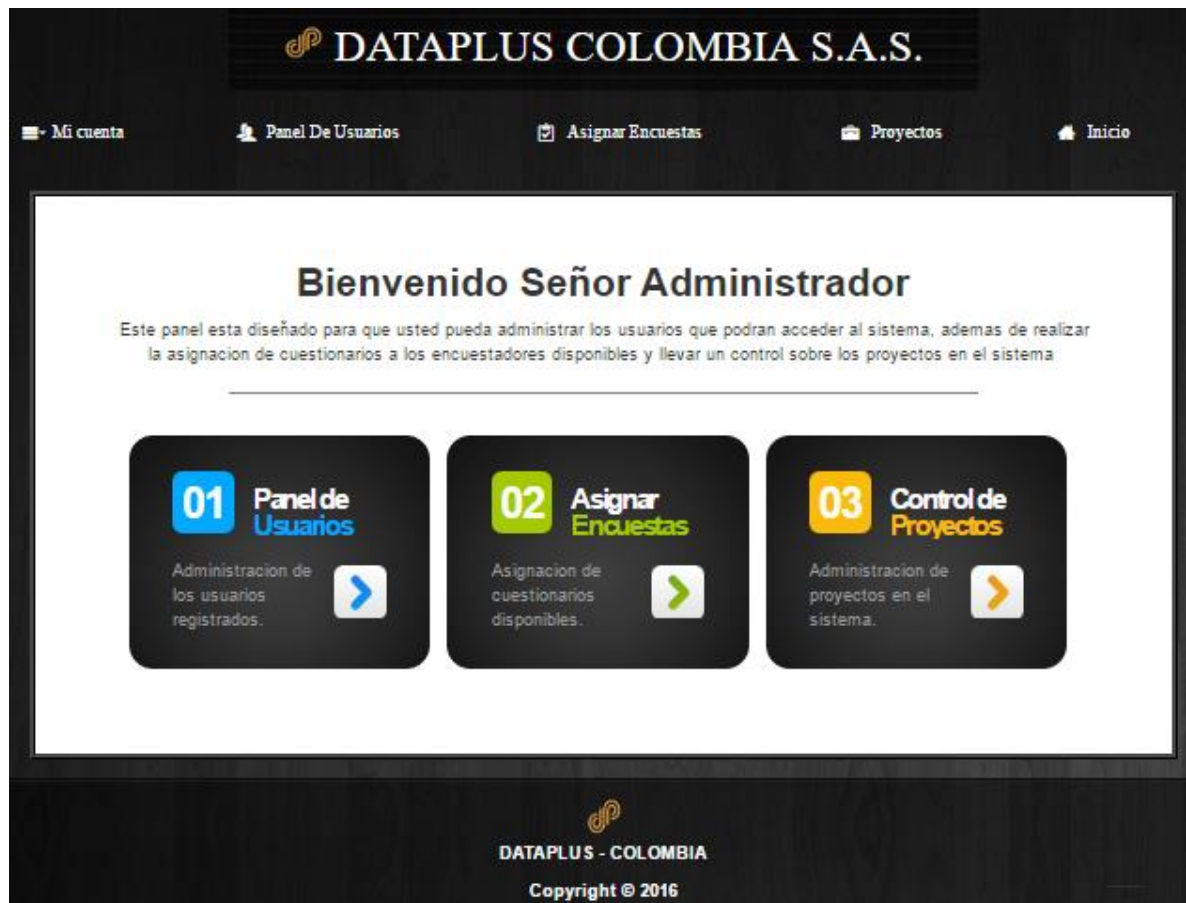 DATAPLUS COLOMBIA S.A.S.
Mi cuenta
Panel De Usuarios
Asignar Encuestas
Proyectos
Inicio
Bienvenido Señor Administrador
Este panel esta diseñado para que usted pueda administrar los usuarios que podran acceder al sistema, ademas de realizar
la asignacion de cuestionarios a los encuestadores disponibles y llevar un control sobre los proyectos en el sistema
01
Panel de
Usuarios
Administracion de
los usuarios
registrados.
02
Asignar
Encuestas
Asignacion de
cuestionarios
disponibles.
03
Control de
Proyectos
Administracion de
proyectos en el
sistema.
DATAPLUS - COLOMBIA
Copyright © 2016